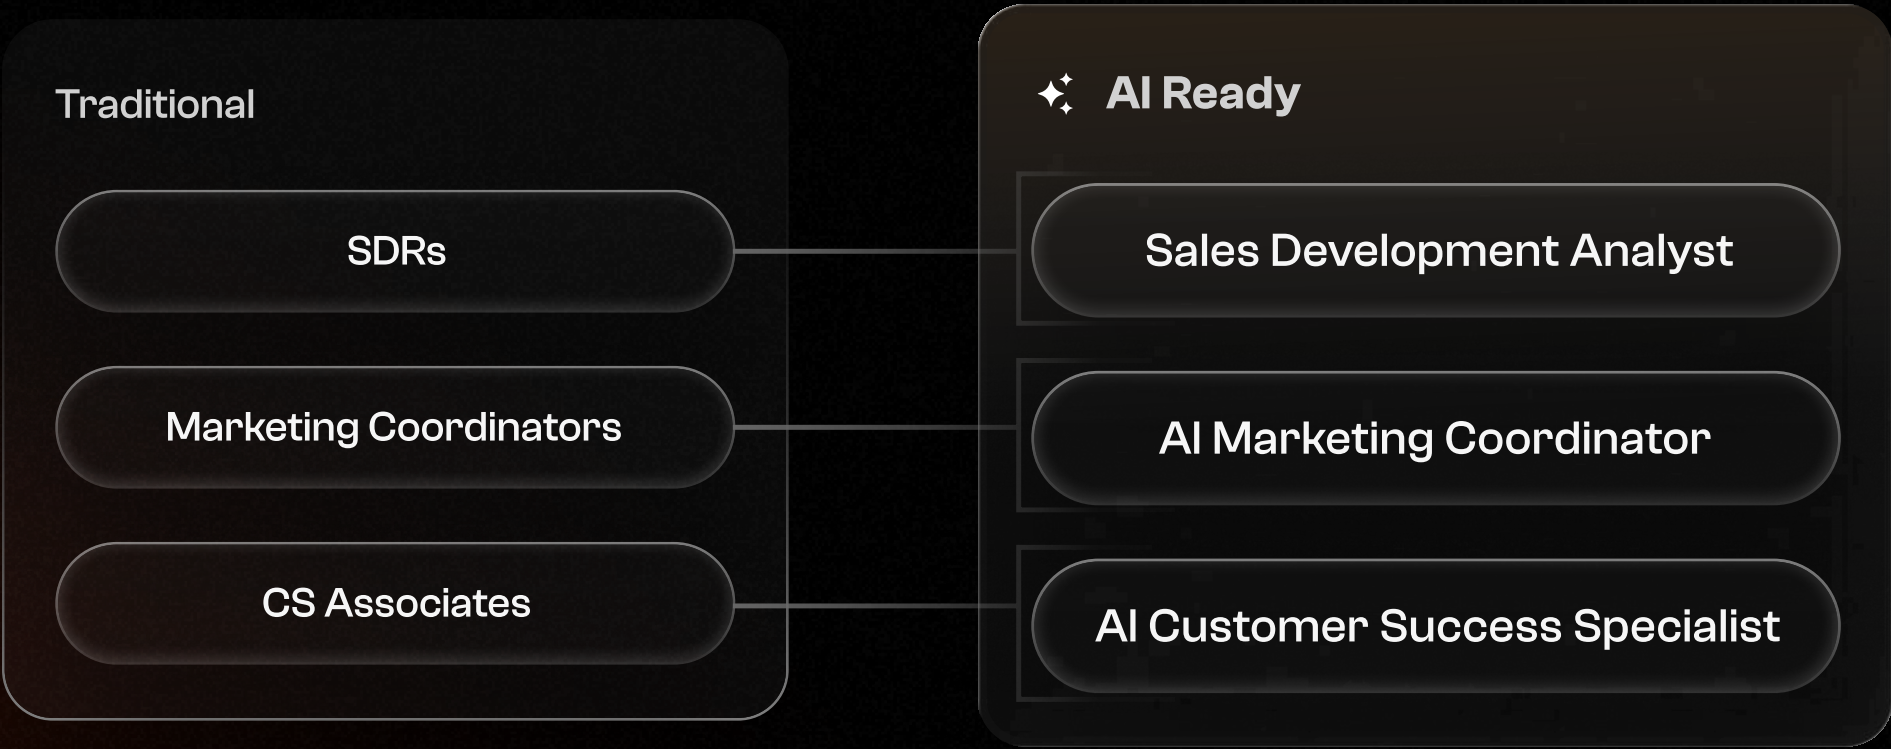 Traditional
SDRs
Marketing Coordinators
CS Associates
AI Ready
Sales Development Analyst
AI Marketing Coordinator
AI Customer Success Specialist